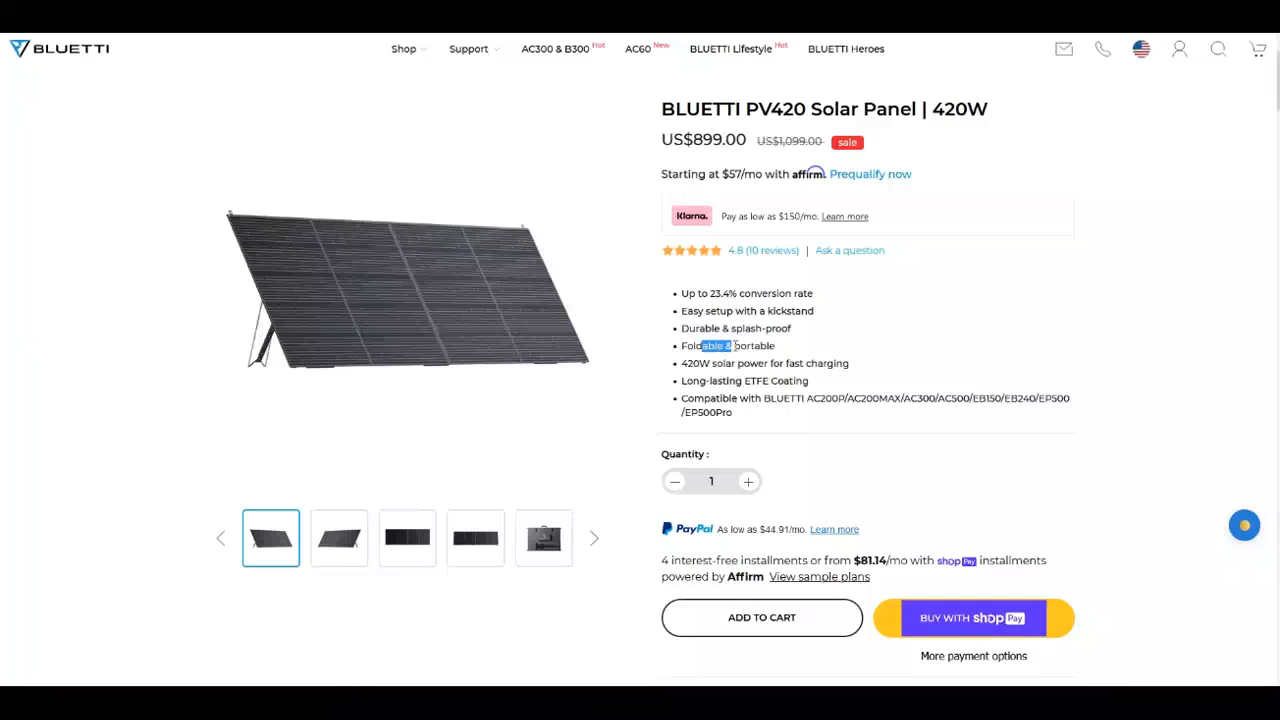 BLUETTI
Shop Support AC300 & B300 Hot AC60 New BLUETTI Lifestyle Hot BLUETTI Heroes
BLUETTI PV420 Solar Panel | 420W
US$899.00 US$1,099.00 sale
Starting at $57/mo with affirm. Prequalify now
Klarna. Pay as low as $150/mo. Learn more
4.8 (10 reviews) | Ask a question
• Up to 23.4% conversion rate
• Easy setup with a kickstand
• Durable & splash-proof
• Foldable & portable
• 420W solar power for fast charging
• Long-lasting ETFE Coating
• Compatible with BLUETTI AC200P/AC200MAX/AC300/AC500/EB150/EB240/EP500
/EP500Pro
Quantity :
1
PayPal As low as $44.91/mo. Learn more
4 interest-free installments or from $81.14/mo with shop Pay installments
powered by Affirm View sample plans
ADD TO CART BUY WITH shop Pay
More payment options